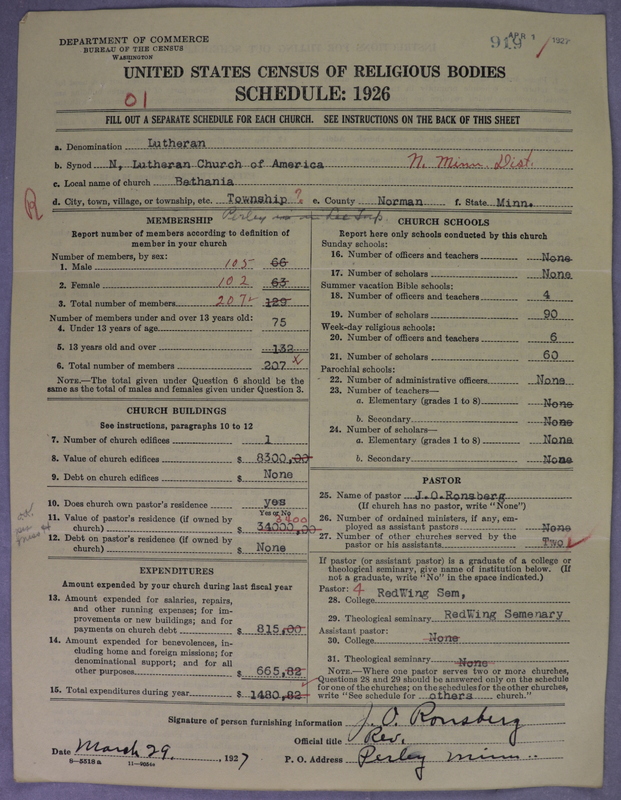 DEPARTMENT OF COMMERCE
BUREAU OF THE CENSUS
WASHINGTON
919 APR 1 1927
UNITED STATES CENSUS OF RELIGIOUS BODIES
SCHEDULE: 1926
01
FILL OUT A SEPARATE SCHEDULE FOR EACH CHURCH. SEE INSTRUCTIONS ON THE BACK OF THIS SHEET
a. Denomination Lutheran
b. Synod N, Lutheran Church of America N. Minn. Dist.
c. Local name of church Bethania
R
d. City, town, village, or township, etc. Township ? e. County Norman f. State Minn.
Perley is in Lee Twp.
MEMBERSHIP
Report number of members according to definition of
member in your church
Number of members, by sex:
1. Male 105 66
2. Female 102 63
3. Total number of members 207 129
Number of members under and over 13 years old:
4. Under 13 years of age 75
5. 13 years old and over 132
6. Total number of members 207 x
NOTE.—The total given under Question 6 should be the
same as the total of males and females given under Question 3.
CHURCH BUILDINGS
See instructions, paragraphs 10 to 12
7. Number of church edifices 1
8. Value of church edifices $ 8300,00
9. Debt on church edifices $ None
10. Does church own pastor's residence yes
Yes or No
11. Value of pastor's residence (if owned by
church) $ 34000,00 3400
12. Debt on pastor's residence (if owned by
church) $ None
EXPENDITURES
Amount expended by your church during last fiscal year
13. Amount expended for salaries, repairs,
and other running expenses; for im-
provements or new buildings; and for
payments on church debt $ 815,00
14. Amount expended for benevolences, in-
cluding home and foreign missions; for
denominational support; and for all
other purposes $ 665,82
15. Total expenditures during year $ 1480,82
CHURCH SCHOOLS
Report here only schools conducted by this church
Sunday schools:
16. Number of officers and teachers None
17. Number of scholars None
Summer vacation Bible schools:
18. Number of officers and teachers 4
19. Number of scholars 90
Week-day religious schools:
20. Number of officers and teachers 6
21. Number of scholars 60
Parochial schools:
22. Number of administrative officers None
23. Number of teachers—
a. Elementary (grades 1 to 8) None
b. Secondary None
24. Number of scholars—
a. Elementary (grades 1 to 8) None
b. Secondary None
PASTOR
25. Name of pastor J.O.Ronsberg
(If church has no pastor, write "None")
26. Number of ordained ministers, if any, em-
ployed as assistant pastors None
27. Number of other churches served by the
pastor or his assistants Two
If pastor (or assistant pastor) is a graduate of a college or
theological seminary, give name of institution below. (If
not a graduate, write "No" in the space indicated.)
Pastor: 4
28. College RedWing Sem,
29. Theological seminary RedWing Semenary
Assistant pastor:
30. College None
31. Theological seminary None
NOTE.—Where one pastor serves two or more churches,
Questions 28 and 29 should be answered only on the schedule
for one of the churches; on the schedules for the other churches,
write "See schedule for others church."
Signature of person furnishing information J. O. Ronsberg
Official title Rev.
Date March 29, 1927 P. O. Address Perley Minn.
8—5518 a 11—9564a